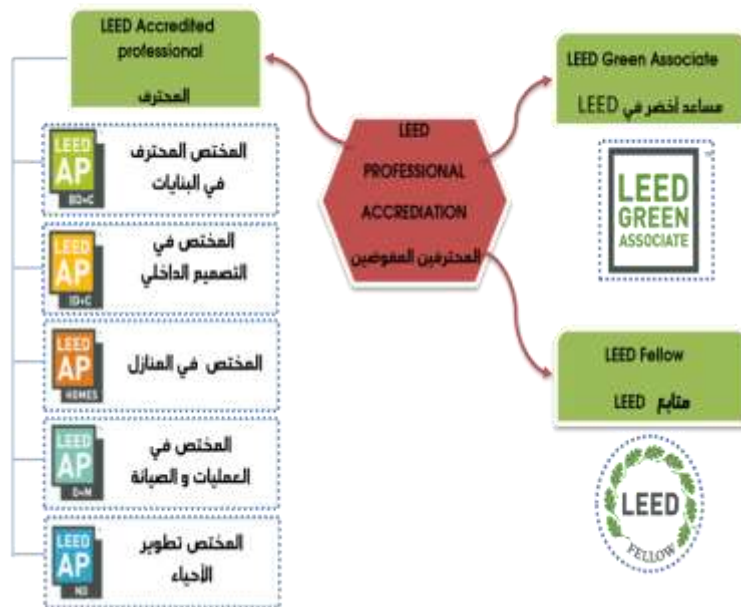 LEED Accredited
professional
المحترف
LEED
AP
BD+C
المختص المحترف
في البنايات
LEED
AP
ID+C
المختص في
التصميم الداخلي
LEED
AP
HOMES
المختص في المنازل
LEED
AP
O+M
المختص في
العمليات و الصيانة
LEED
AP
ND
المختص تطوير
الأحياء
LEED
PROFESSIONAL
ACCREDIATION
المحترفين المفوضين
LEED Green Associate
مساعد أخضر في LEED
LEED
GREEN
ASSOCIATE
LEED Fellow
متابع LEED
LEED
FELLOW